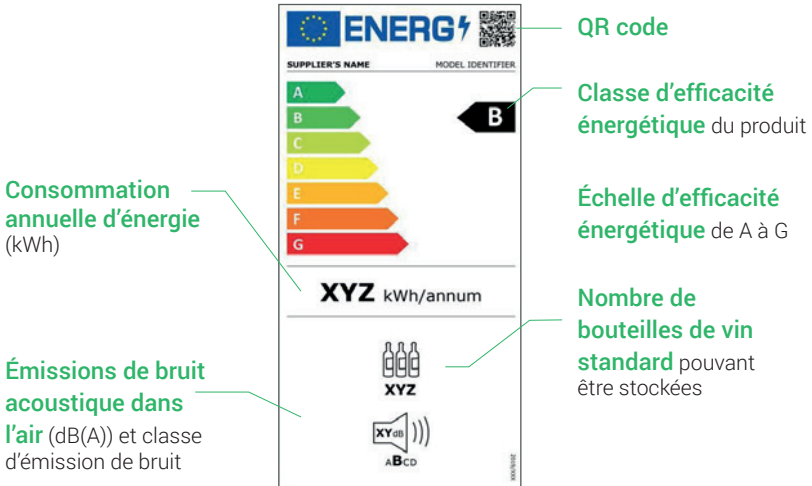 ENERG
SUPPLIER'S NAME
MODEL IDENTIFIER
A
B
C
D
E
F
G
B
XYZ kWh/annum
XYZ
XYdB
ABCD
QR code
Classe d'efficacité
énergétique du produit
Échelle d'efficacité
énergétique de A à G
Nombre de
bouteilles de vin
standard pouvant
être stockées
Consommation
annuelle d'énergie
(kWh)
Émissions de bruit
acoustique dans
l'air (dB(A)) et classe
d'émission de bruit